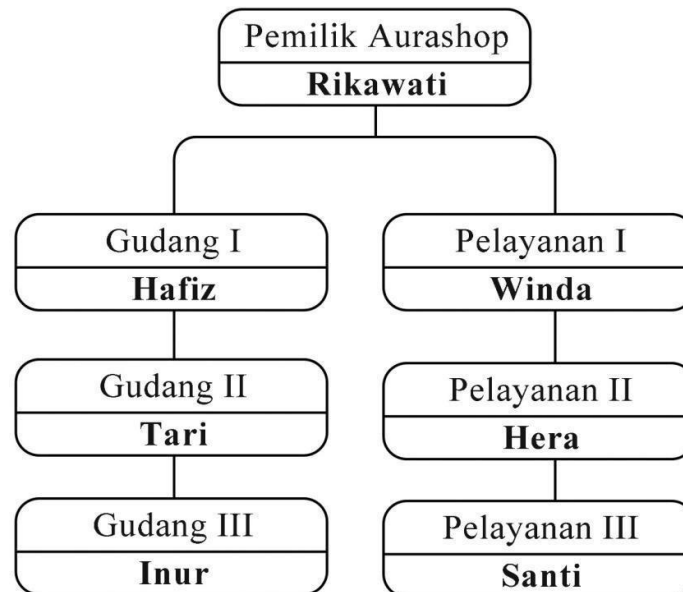 Pemilik Aurashop
Rikawati
Gudang I
Hafiz
Pelayanan I
Winda
Gudang II
Tari
Pelayanan II
Hera
Gudang III
Inur
Pelayanan III
Santi